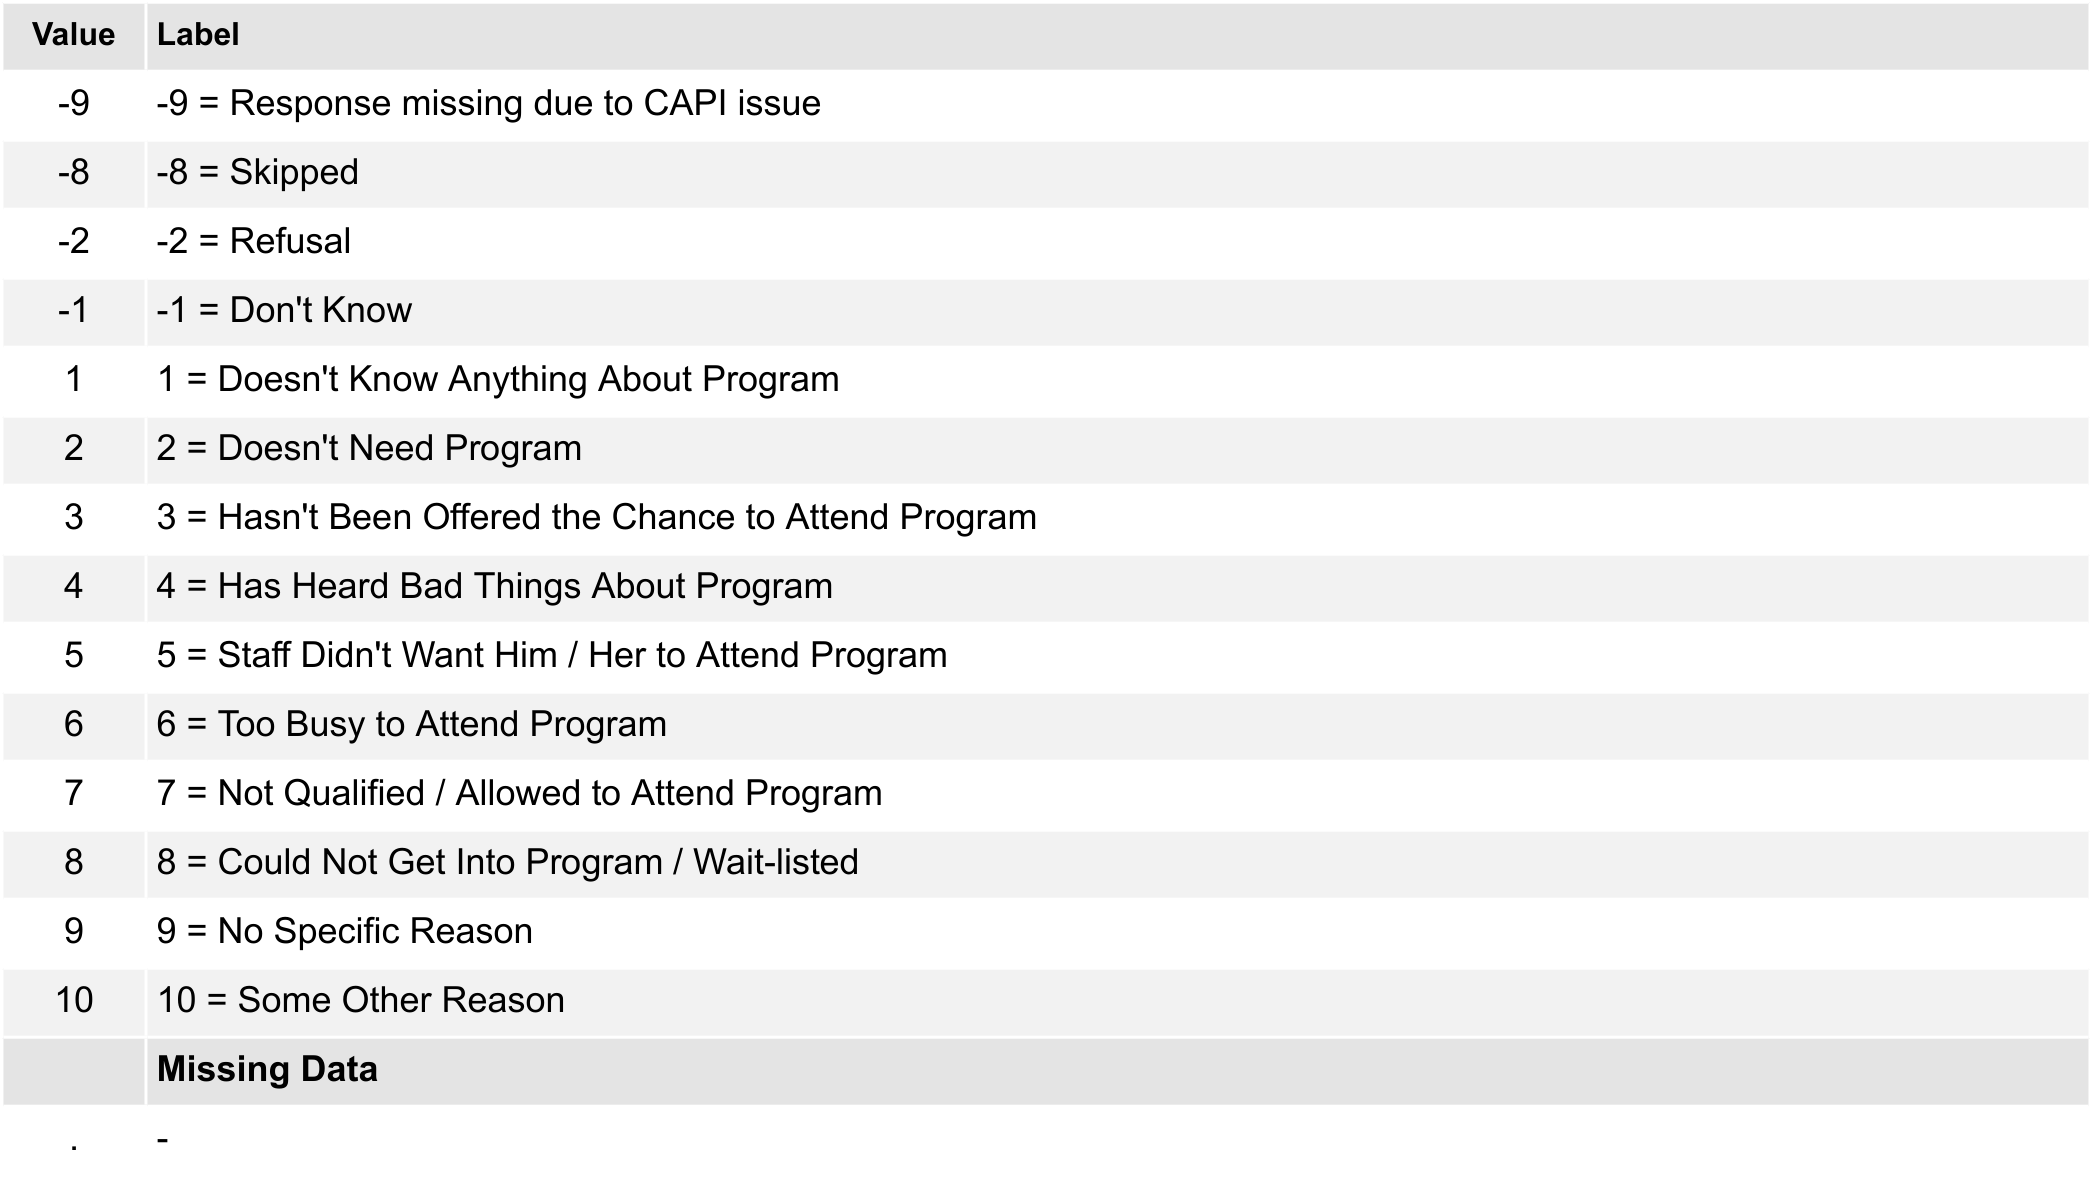 Value Label
-9 -9 = Response missing due to CAPI issue
-8 -8 = Skipped
-2 -2 = Refusal
-1 -1 = Don't Know
1 1 = Doesn't Know Anything About Program
2 2 = Doesn't Need Program
3 3 = Hasn't Been Offered the Chance to Attend Program
4 4 = Has Heard Bad Things About Program
5 5 = Staff Didn't Want Him / Her to Attend Program
6 6 = Too Busy to Attend Program
7 7 = Not Qualified / Allowed to Attend Program
8 8 = Could Not Get Into Program / Wait-listed
9 9 = No Specific Reason
10 10 = Some Other Reason
Missing Data
. -